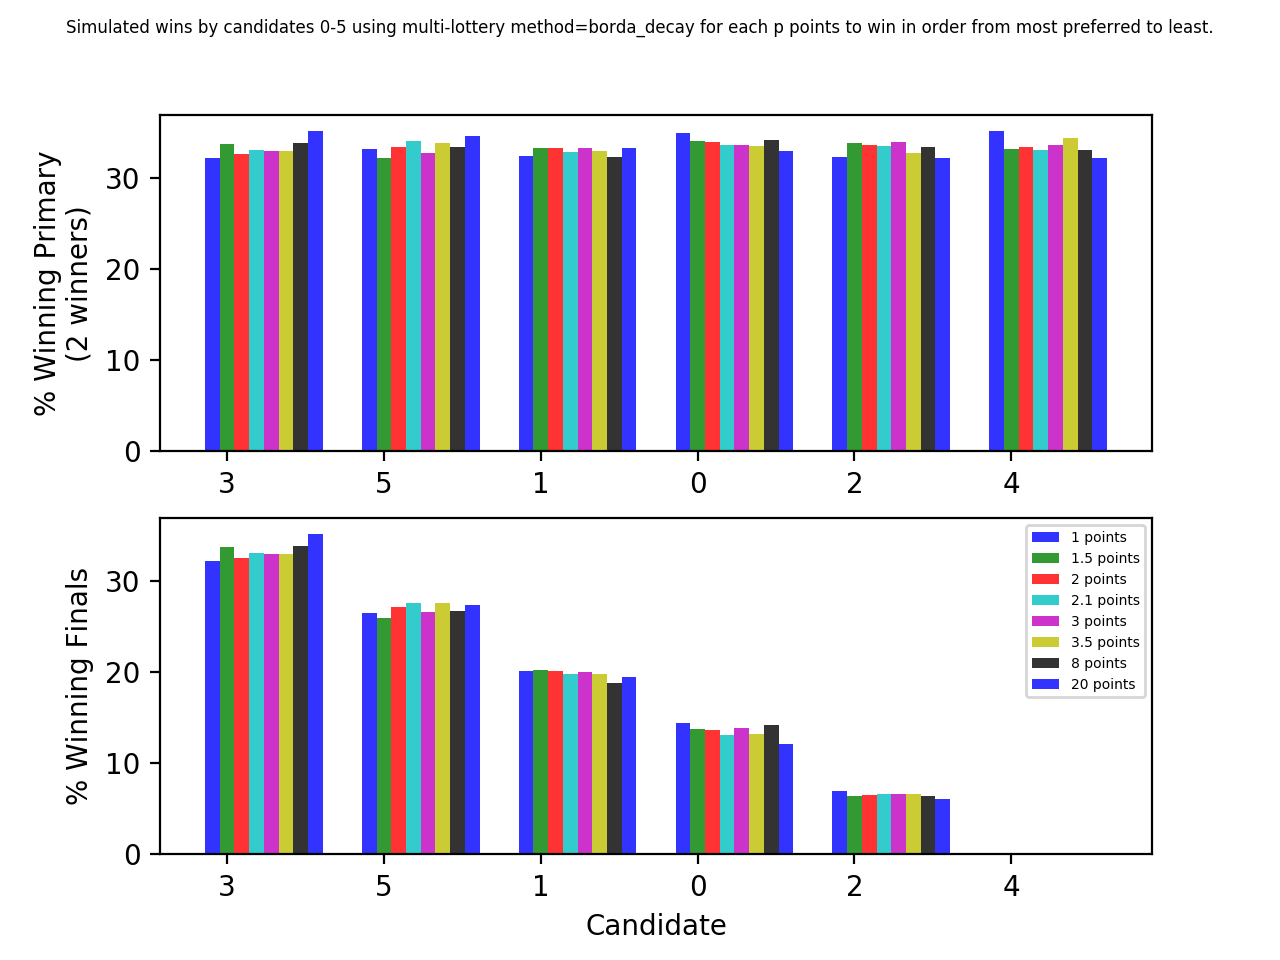 Simulated wins by candidates 0-5 using multi-lottery method=borda_decay for each p points to win in order from most preferred to least.
% Winning Primary
(2 winners)
30
20
10
0
3 5 1 0 2 4
% Winning Finals
30
20
10
0
1 points
1.5 points
2 points
2.1 points
3 points
3.5 points
8 points
20 points
3 5 1 0 2 4
Candidate